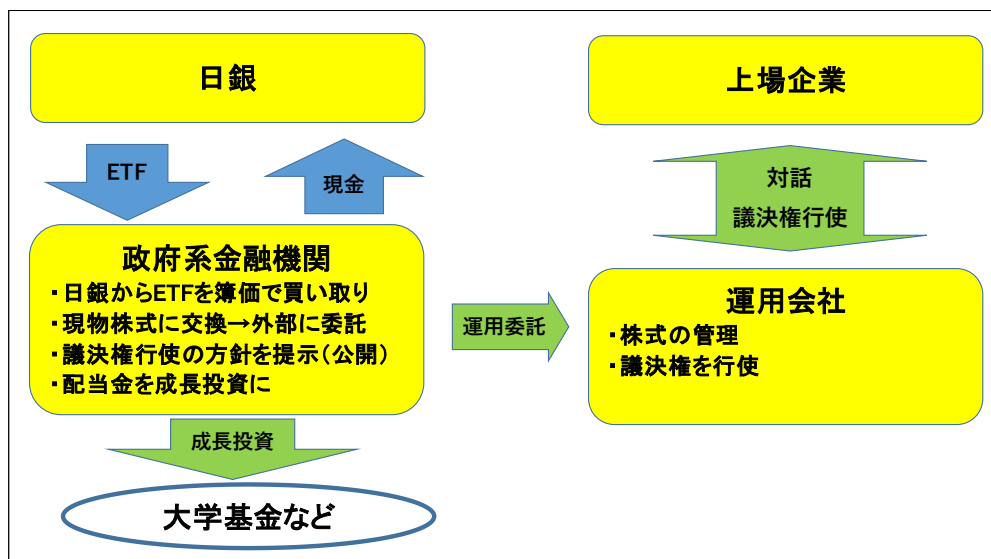 日銀
ETF
現金
政府系金融機関
・日銀からETFを簿価で買い取り
・現物株式に交換→外部に委託
・議決権行使の方針を提示(公開)
・配当金を成長投資に
成長投資
大学基金など
運用委託
上場企業
対話
議決権行使
運用会社
・株式の管理
・議決権を行使